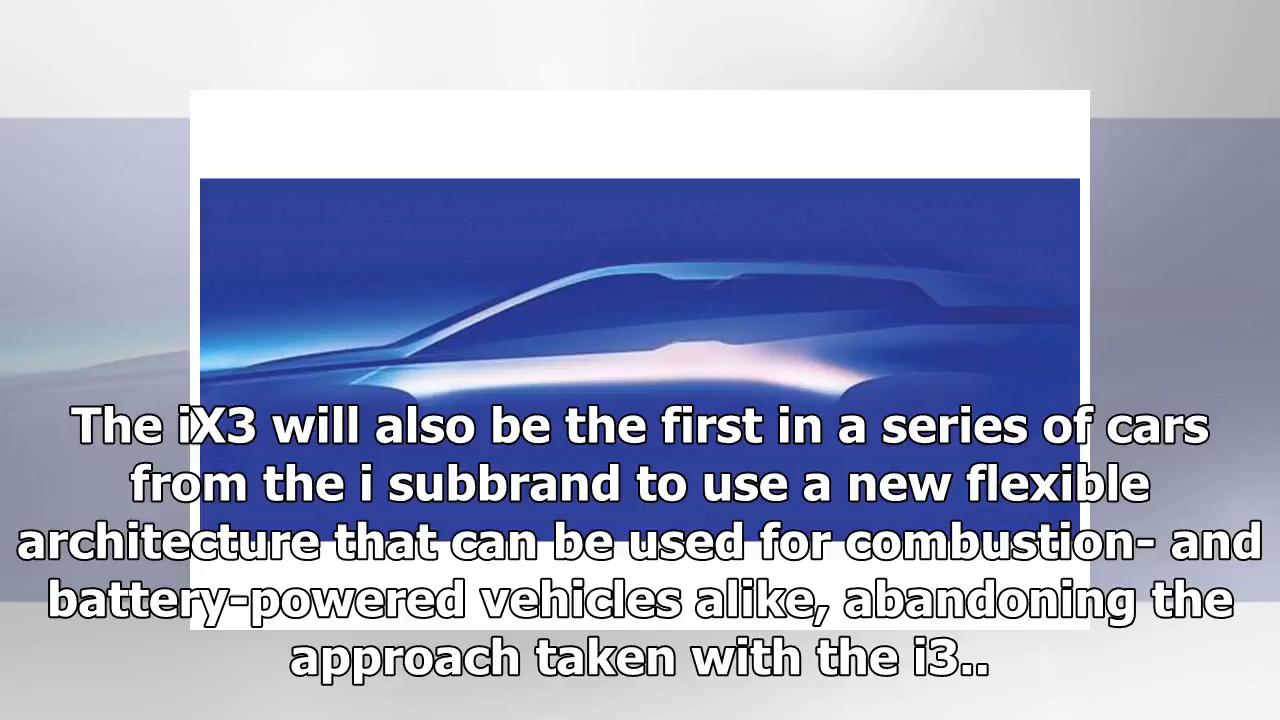 The iX3 will also be the first in a series of cars
from the i subbrand to use a new flexible
architecture that can be used for combustion- and
battery-powered vehicles alike, abandoning the
approach taken with the i3..